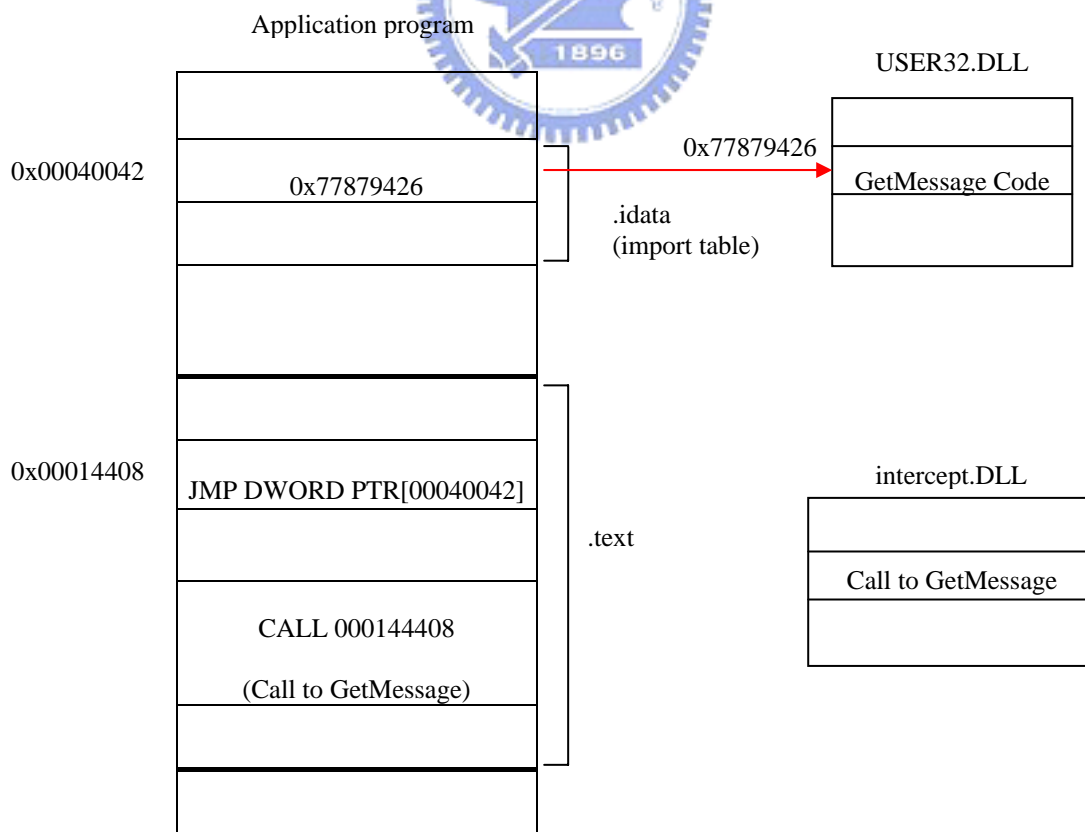 Application program
1896
USER32.DLL
0x00040042
0x77879426
0x77879426
GetMessage Code
.idata
(import table)
0x00014408
JMP DWORD PTR[00040042]
intercept.DLL
.text
Call to GetMessage
CALL 000144408
(Call to GetMessage)